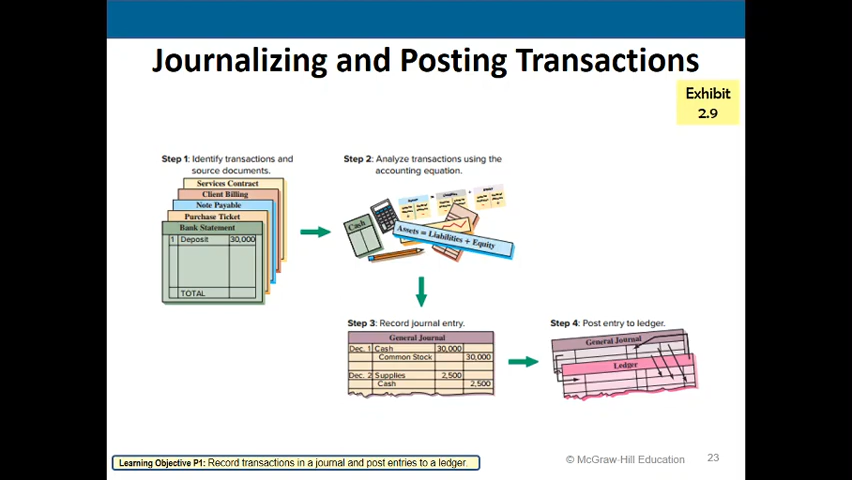 Journalizing and Posting Transactions
Exhibit
2.9
Step 1: Identify transactions and
source documents.
Services Contract
Client Billing
Note Payable
Purchase Ticket
Bank Statement
1 Deposit 30,000
TOTAL
Step 2: Analyze transactions using the
accounting equation.
Cash
Assets = Liabilities + Equity
Step 3: Record journal entry.
General Journal
Dec. 1 Cash 30,000
Common Stock 30,000
Dec. 2 Supplies 2,500
Cash 2,500
Step 4: Post entry to ledger.
General Journal
Ledger
Learning Objective P1: Record transactions in a journal and post entries to a ledger.
© McGraw-Hill Education
23